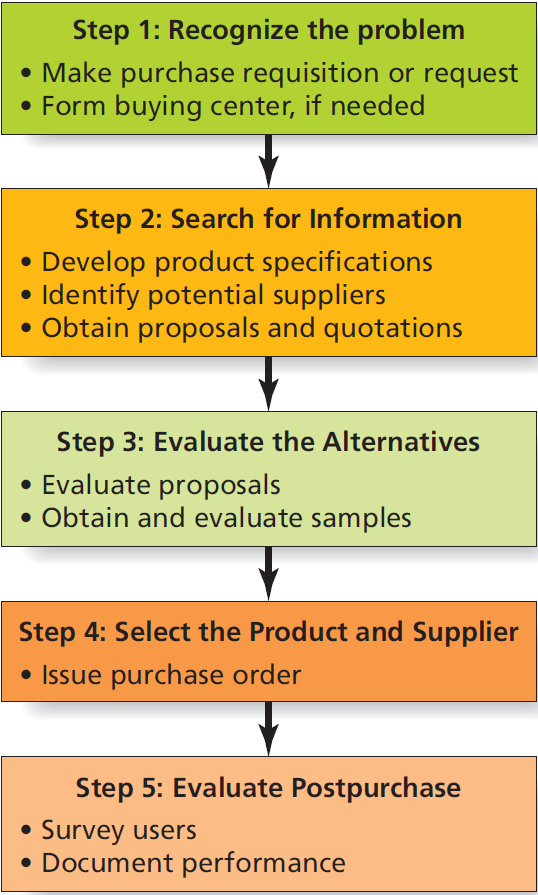 Step 1: Recognize the problem
• Make purchase requisition or request
• Form buying center, if needed
Step 2: Search for Information
• Develop product specifications
• Identify potential suppliers
• Obtain proposals and quotations
Step 3: Evaluate the Alternatives
• Evaluate proposals
• Obtain and evaluate samples
Step 4: Select the Product and Supplier
• Issue purchase order
Step 5: Evaluate Postpurchase
• Survey users
• Document performance